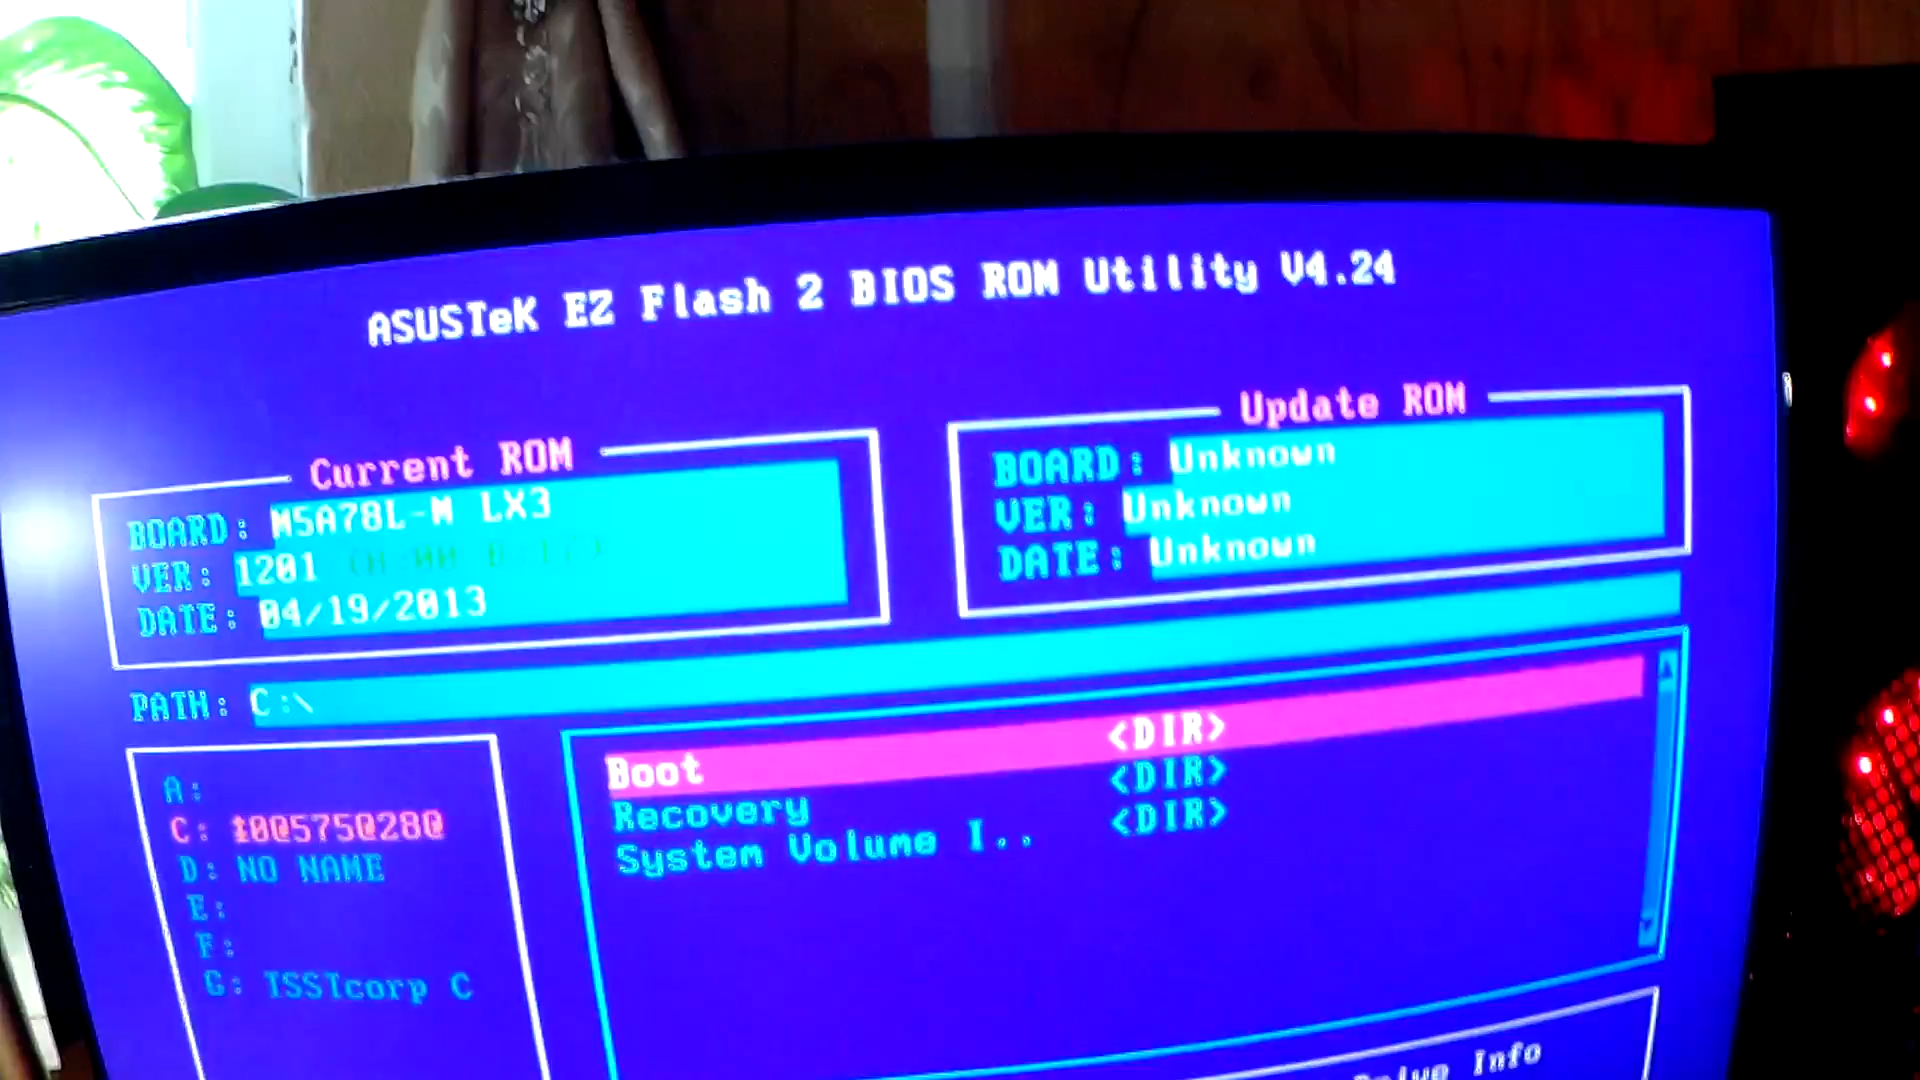 ASUSTeK EZ Flash 2 BIOS ROM Utility V4.24
Current ROM
BOARD: M5A78L-M LX3
VER: 1201
DATE: 04/19/2013
Update ROM
BOARD: Unknown
VER: Unknown
DATE: Unknown
PATH: C:\
A:
C:
D: NO NAME
E:
F:
G: ISSTcorp C
Boot <DIR>
Recovery <DIR>
System Volume I.. <DIR>
Info